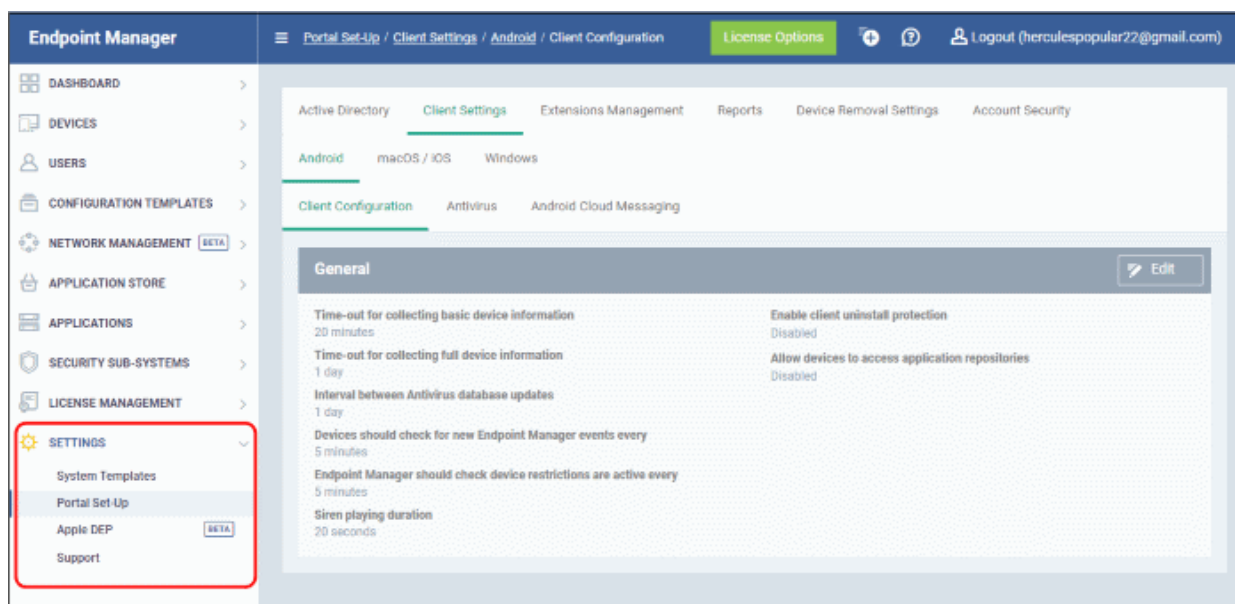 Endpoint Manager
Portal Set-Up / Client Settings / Android / Client Configuration
License Options
Logout (herculespopular22@gmail.com)
DASHBOARD
DEVICES
USERS
CONFIGURATION TEMPLATES
NETWORK MANAGEMENT BETA
APPLICATION STORE
APPLICATIONS
SECURITY SUB-SYSTEMS
LICENSE MANAGEMENT
SETTINGS
System Templates
Portal Set-Up
Apple DEP BETA
Support
Active Directory Client Settings Extensions Management Reports Device Removal Settings Account Security
Android macOS / iOS Windows
Client Configuration Antivirus Android Cloud Messaging
General
Edit
Time-out for collecting basic device information
20 minutes
Time-out for collecting full device information
1 day
Interval between Antivirus database updates
1 day
Devices should check for new Endpoint Manager events every
5 minutes
Endpoint Manager should check device restrictions are active every
5 minutes
Siren playing duration
20 seconds
Enable client uninstall protection
Disabled
Allow devices to access application repositories
Disabled